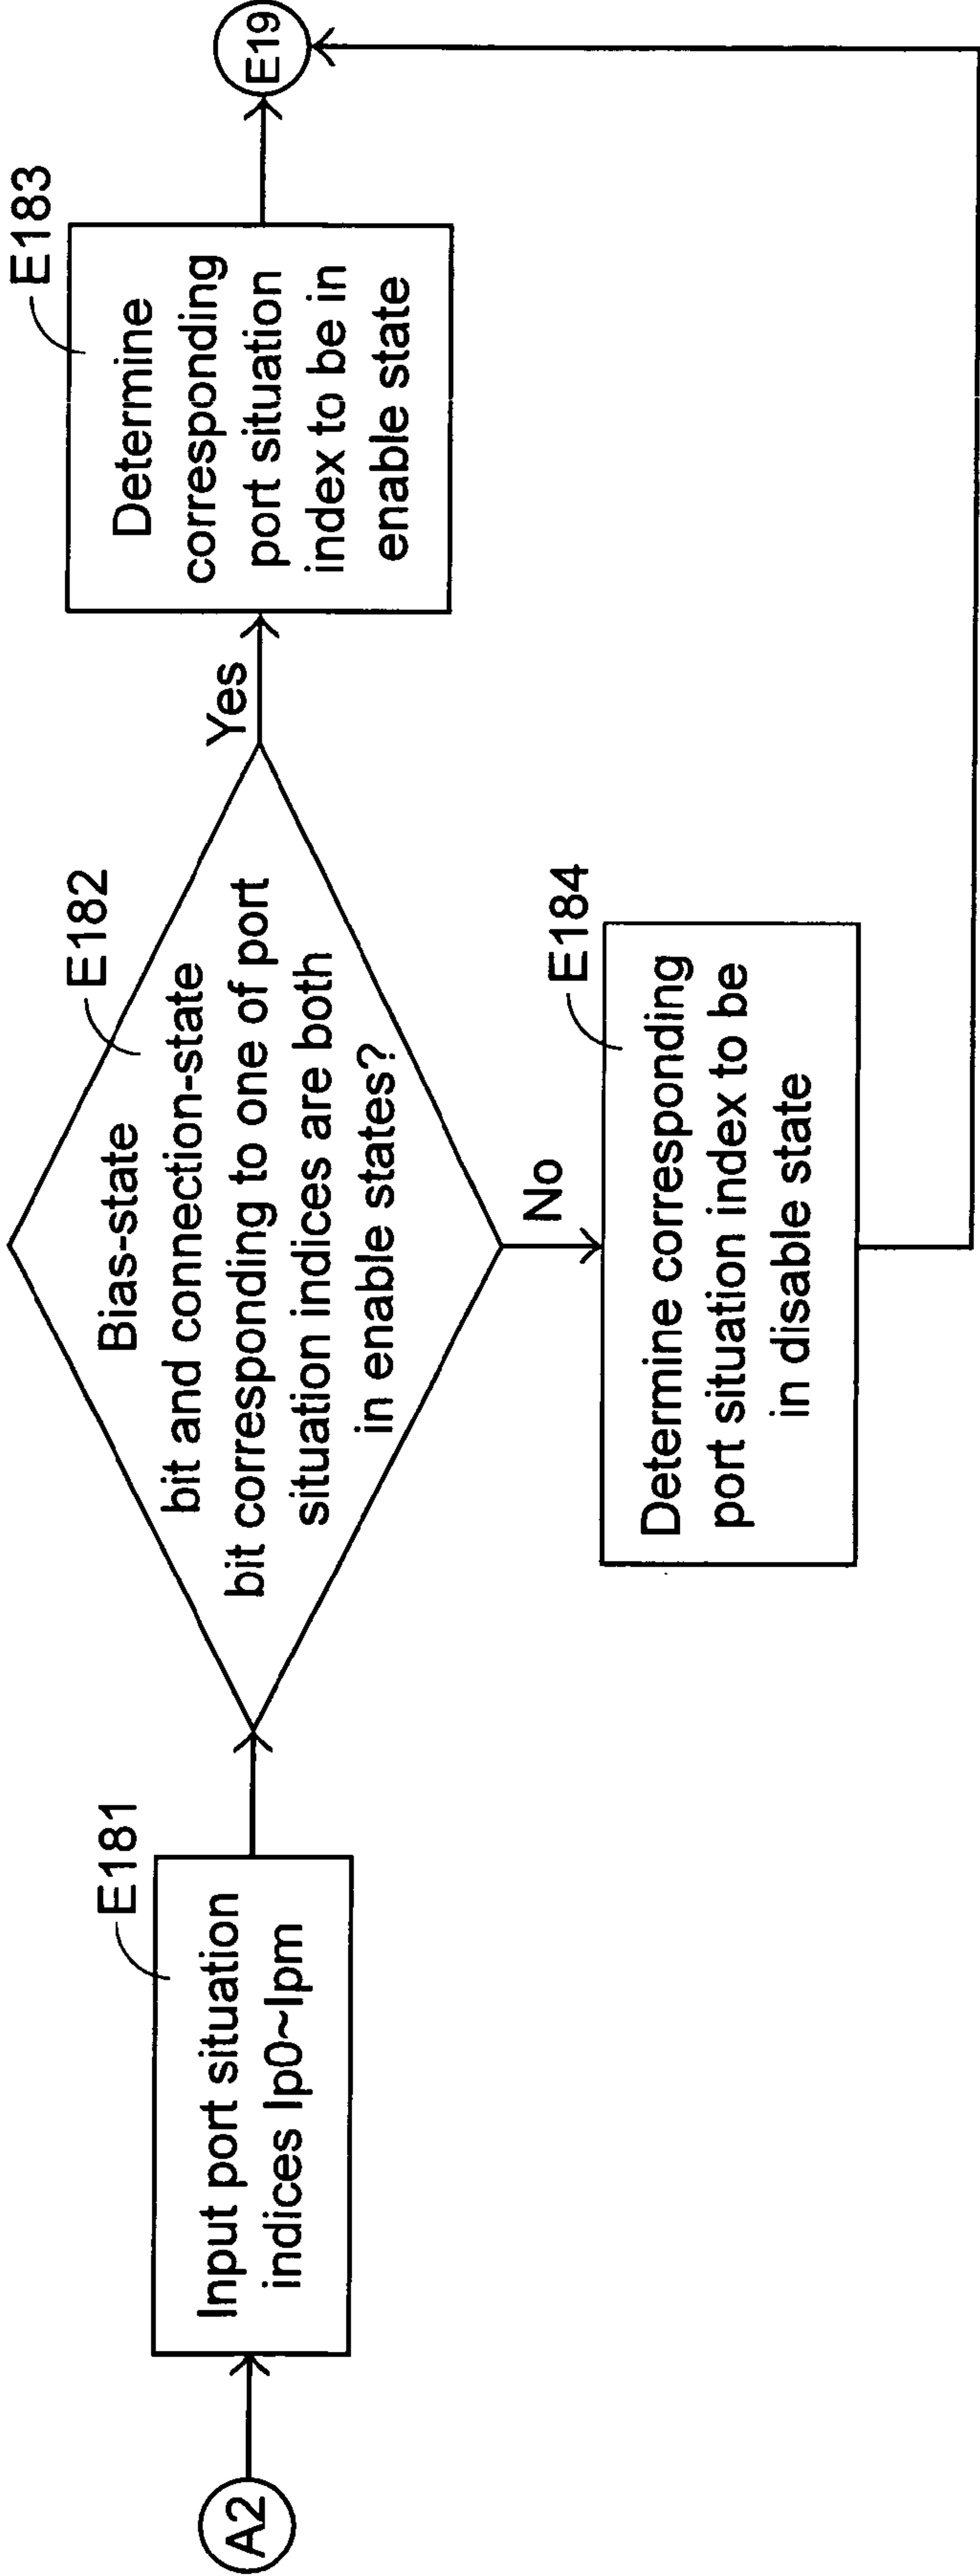 A2
E181
Input port situation
indices Ip0~Ipm
E182
Bias-state
bit and connection-state
bit corresponding to one of port
situation indices are both
in enable states?
Yes
E183
Determine
corresponding
port situation
index to be in
enable state
E19
No
E184
Determine corresponding
port situation index to be
in disable state